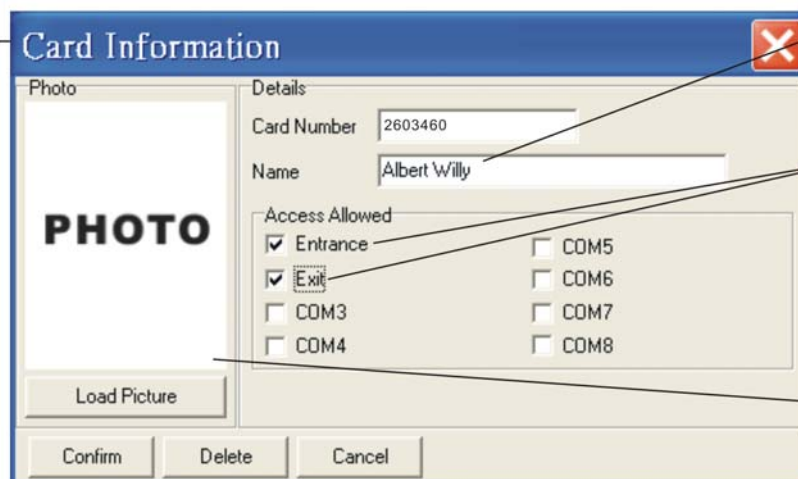 Card Information
Photo
Details
Card Number 2603460
Name Albert Willy
PHOTO
Access Allowed
Entrance COM5
Exit COM6
COM3 COM7
COM4 COM8
Load Picture
Confirm Delete Cancel